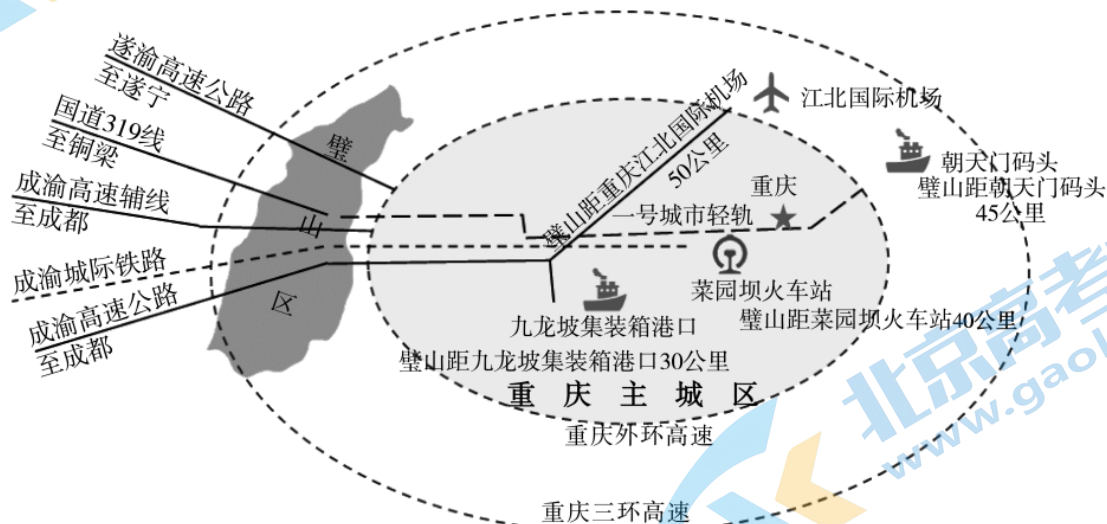 遂渝高速公路
至遂宁
国道319线
至铜梁
成渝高速辅线
至成都
成渝城际铁路
成渝高速公路
至成都
璧
山
区
璧山距重庆江北国际机场
50公里
江北国际机场
朝天门码头
璧山距朝天门码头
45公里
重庆
一号城市轻轨
菜园坝火车站
璧山距菜园坝火车站40公里
九龙坡集装箱港口
璧山距九龙坡集装箱港口30公里
重庆主城区
重庆外环高速
重庆三环高速
北京高考
www.gaok